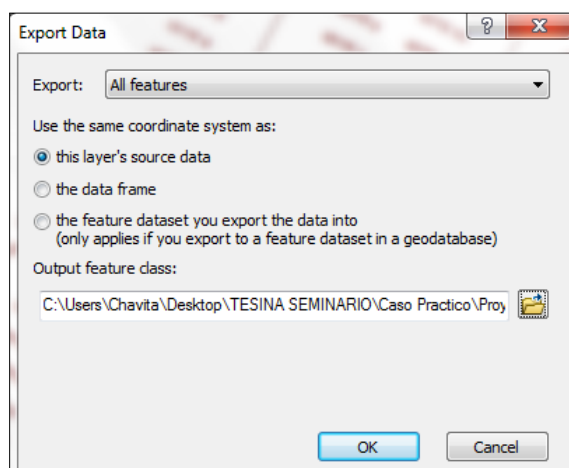 Export Data
Export: All features
Use the same coordinate system as:
this layer's source data
the data frame
the feature dataset you export the data into
(only applies if you export to a feature dataset in a geodatabase)
Output feature class:
C:\Users\Chavita\Desktop\TESINA SEMINARIO\Caso Practico\Proy
OK Cancel